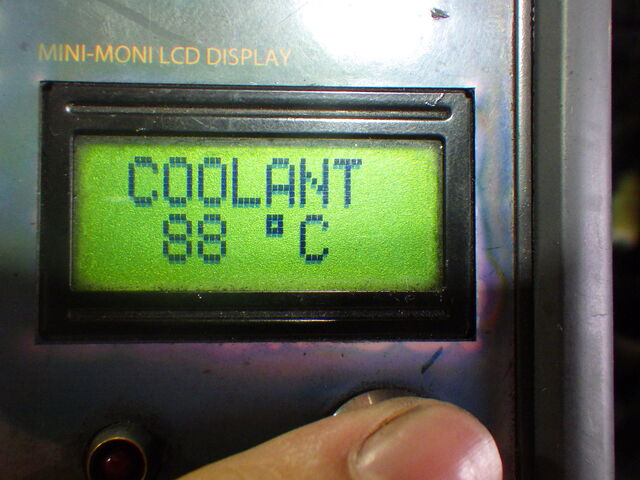 MINI-MONI LCD DISPLAY
COOLANT
88 °C